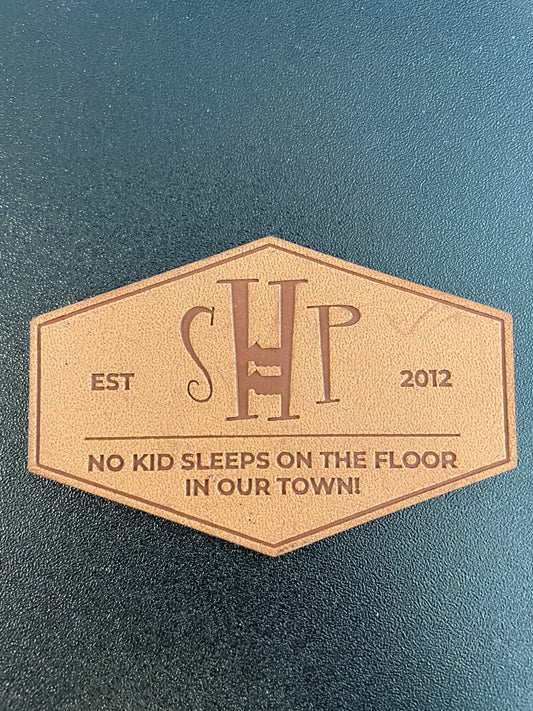 SHP
EST 2012
NO KID SLEEPS ON THE FLOOR
IN OUR TOWN!